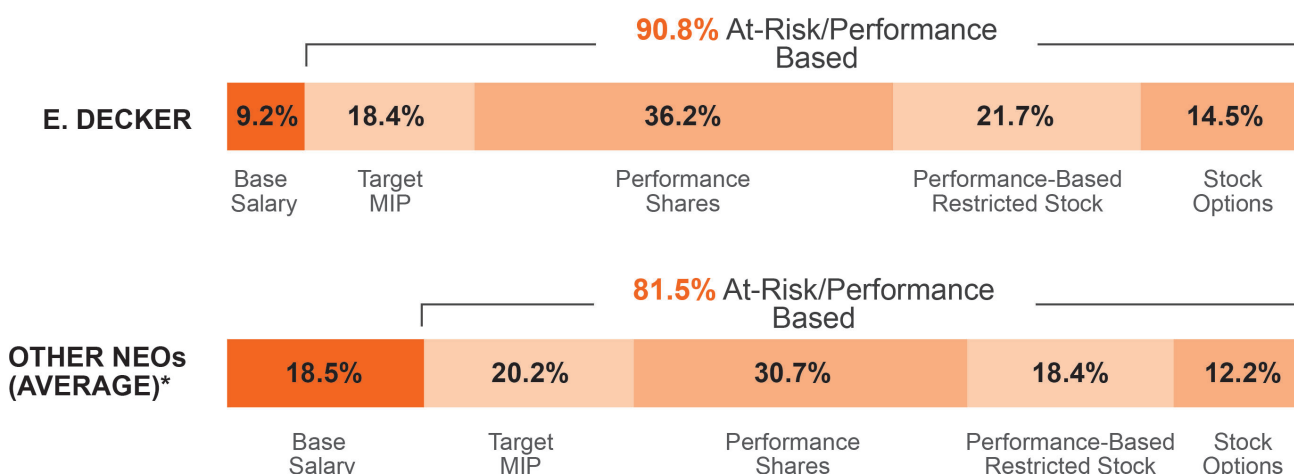 90.8% At-Risk/Performance
Based
E. DECKER
9.2% 18.4% 36.2% 21.7% 14.5%
Base Target Performance Performance-Based Stock
Salary MIP Shares Restricted Stock Options
81.5% At-Risk/Performance
Based
OTHER NEOs
(AVERAGE)*
18.5% 20.2% 30.7% 18.4% 12.2%
Base Target Performance Performance-Based Stock
Salary MIP Shares Restricted Stock Options